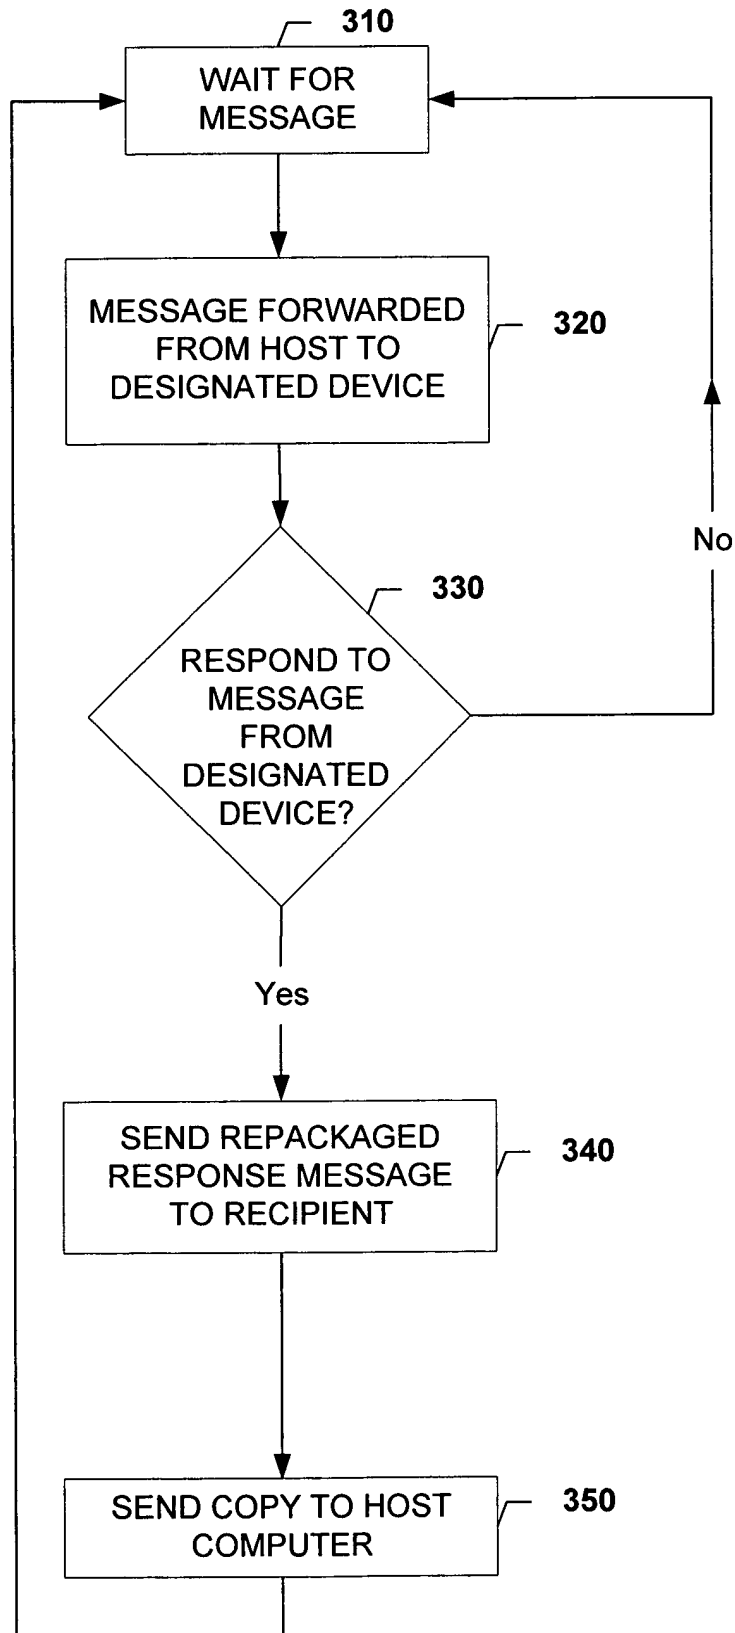 310
WAIT FOR
MESSAGE
MESSAGE FORWARDED
FROM HOST TO
DESIGNATED DEVICE
320
No
330
RESPOND TO
MESSAGE
FROM
DESIGNATED
DEVICE?
Yes
SEND REPACKAGED
RESPONSE MESSAGE
TO RECIPIENT
340
SEND COPY TO HOST
COMPUTER
350